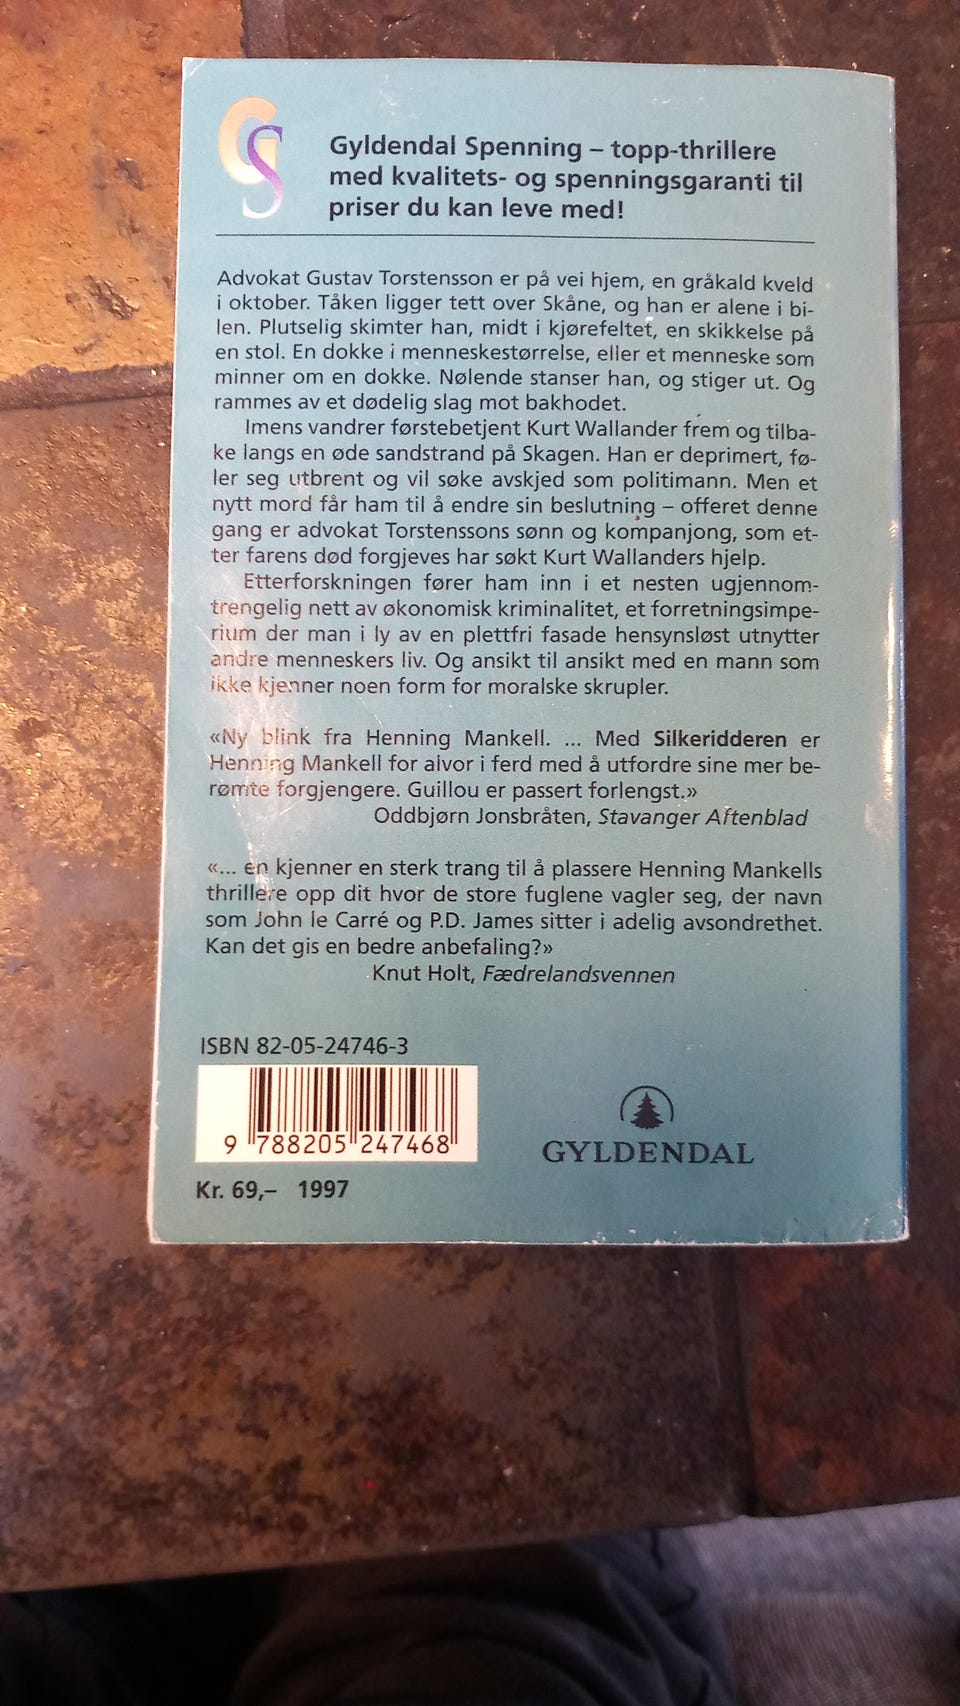 GS
Gyldendal Spenning – topp-thrillere
med kvalitets- og spenningsgaranti til
priser du kan leve med!
Advokat Gustav Torstensson er på vei hjem, en gråkald kveld
i oktober. Tåken ligger tett over Skåne, og han er alene i bi-
len. Plutselig skimter han, midt i kjørefeltet, en skikkelse på
en stol. En dokke i menneskestørrelse, eller et menneske som
minner om en dokke. Nølende stanser han, og stiger ut. Og
rammes av et dødelig slag mot bakhodet.
Imens vandrer førstebetjent Kurt Wallander frem og tilba-
ke langs en øde sandstrand på Skagen. Han er deprimert, fø-
ler seg utbrent og vil søke avskjed som politimann. Men et
nytt mord får ham til å endre sin beslutning – offeret denne
gang er advokat Torstenssons sønn og kompanjong, som et-
ter farens død forgjeves har søkt Kurt Wallanders hjelp.
Etterforskningen fører ham inn i et nesten ugjennom-
trengelig nett av økonomisk kriminalitet, et forretningsimpe-
rium der man i ly av en plettfri fasade hensynsløst utnytter
andre menneskers liv. Og ansikt til ansikt med en mann som
ikke kjenner noen form for moralske skrupler.
«Ny blink fra Henning Mankell. ... Med Silkeridderen er
Henning Mankell for alvor i ferd med å utfordre sine mer be-
rømte forgjengere. Guillou er passert forlengst.»
Oddbjørn Jonsbråten, Stavanger Aftenblad
«... en kjenner en sterk trang til å plassere Henning Mankells
thrillere opp dit hvor de store fuglene vagler seg, der navn
som John le Carré og P.D. James sitter i adelig avsondrethet.
Kan det gis en bedre anbefaling?»
Knut Holt, Fædrelandsvennen
ISBN 82-05-24746-3
9 788205 247468
GYLDENDAL
Kr. 69,– 1997